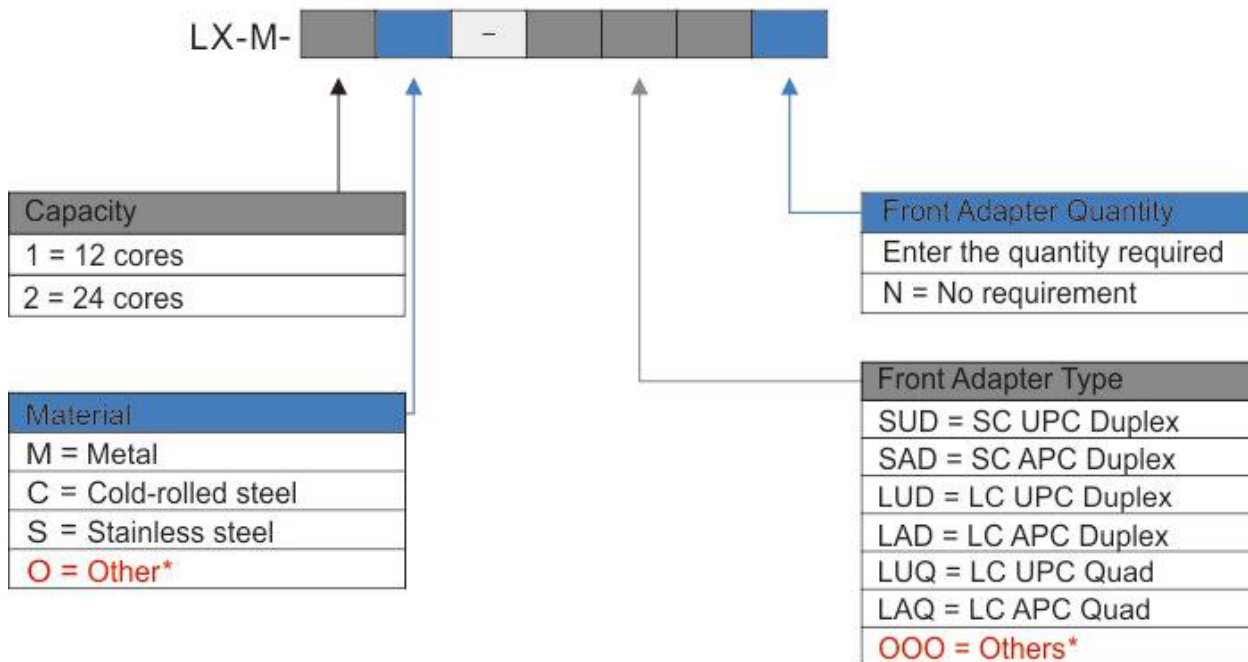 LX-M-
-
Capacity
1 = 12 cores
2 = 24 cores
Material
M = Metal
C = Cold-rolled steel
S = Stainless steel
O = Other*
Front Adapter Quantity
Enter the quantity required
N = No requirement
Front Adapter Type
SUD = SC UPC Duplex
SAD = SC APC Duplex
LUD = LC UPC Duplex
LAD = LC APC Duplex
LUQ = LC UPC Quad
LAQ = LC APC Quad
OOO = Others*